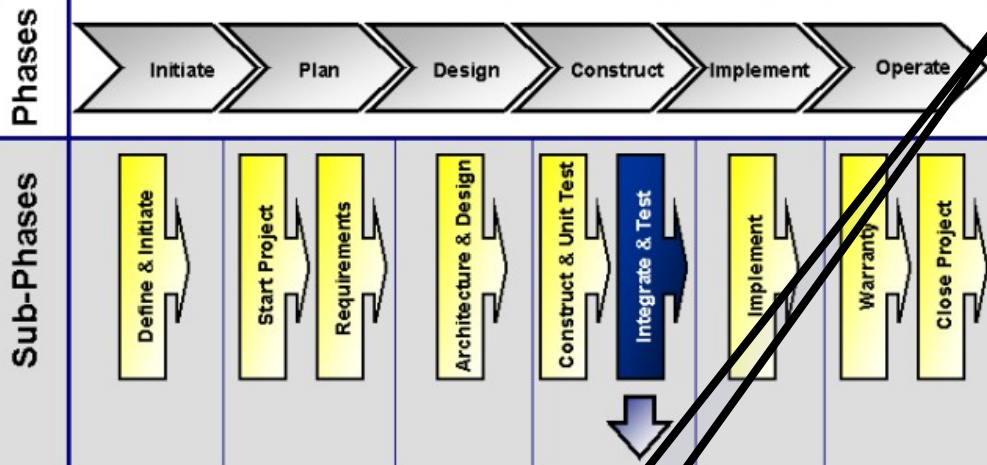 Phases
Initiate
Plan
Design
Construct
Implement
Operate
Sub-Phases
Define & Initiate
Start Project
Requirements
Architecture & Design
Construct & Unit Test
Integrate & Test
Implement
Warranty
Close Project